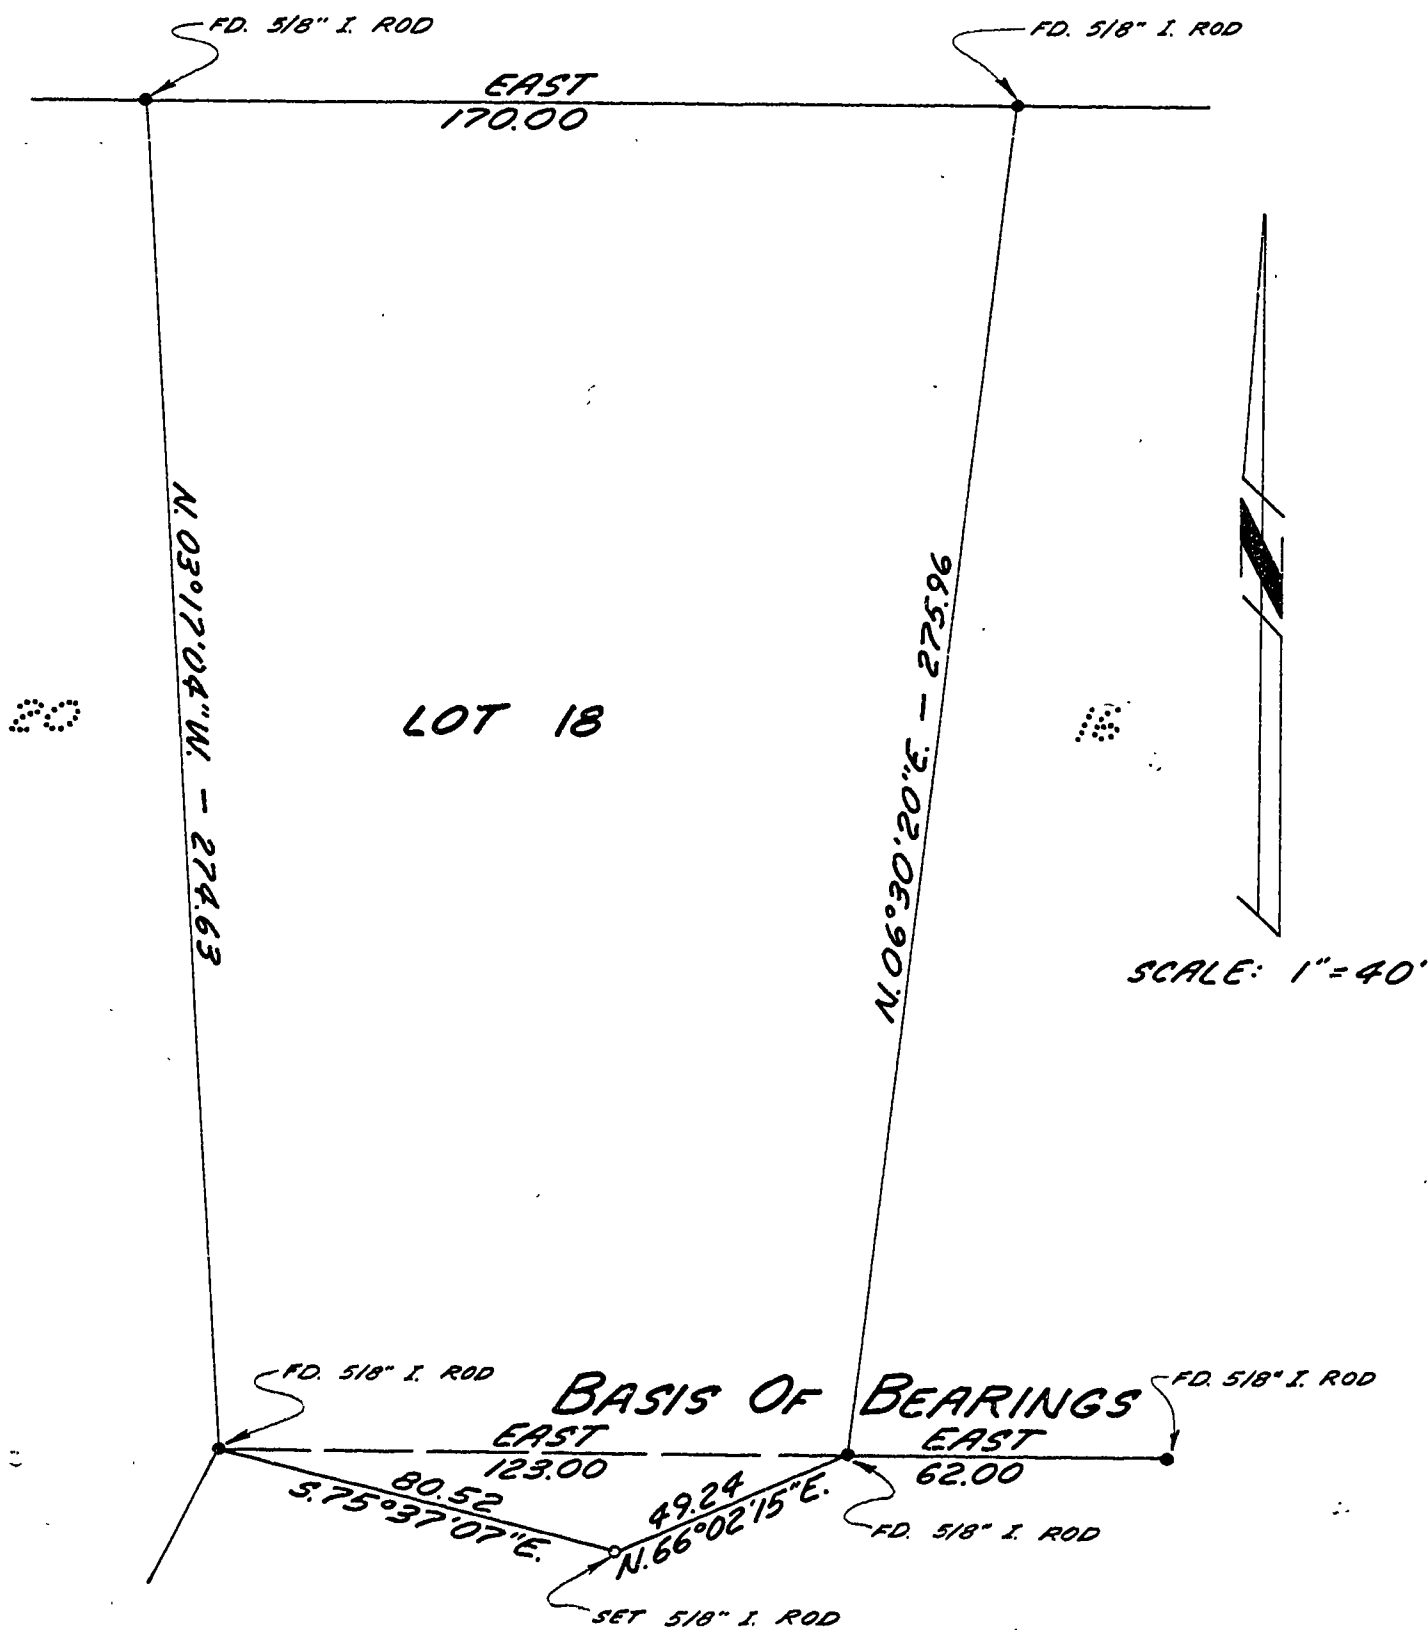 FD. 5/8" I. ROD
FD. 5/8" I. ROD
EAST
170.00
N. 03°17'04" W. - 274.63
N. 06°30'20" E. - 275.96
20
LOT 18
16
SCALE: 1"=40'
FD. 5/8" I. ROD
BASIS OF BEARINGS
FD. 5/8" I. ROD
EAST
123.00
EAST
62.00
80.52
S. 75°37'07" E.
49.24
N. 66°02'15" E.
FD. 5/8" I. ROD
SET 5/8" I. ROD